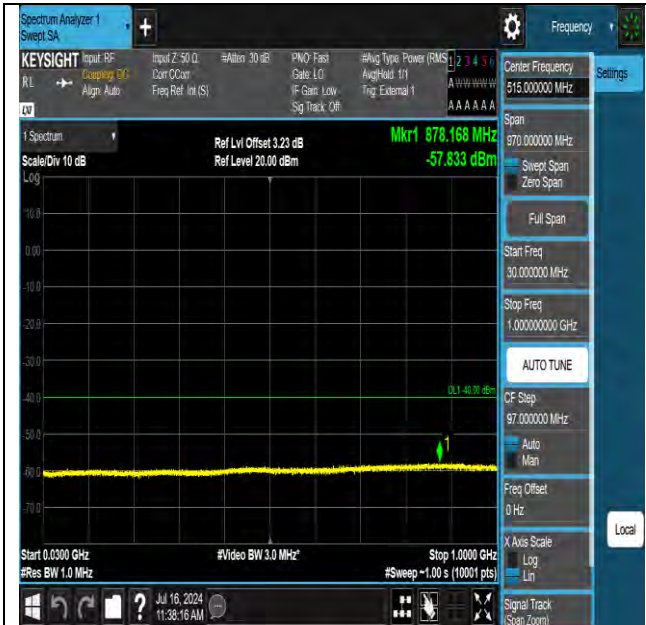 Spectrum Analyzer 1
Swept SA
+
Frequency
KEYSIGHT
RL
Input: RF
Coupling: DC
Align: Auto
Input Z: 50 Ω
Corr CCorr
Freq Ref: Int (S)
#Atten: 30 dB
PNO: Fast
Gate: LO
IF Gain: Low
Sig Track: Off
#Avg Type: Power (RMS
Avg|Hold: 1/1
Trig: External 1
1 2 3 4 5 6
A W W W W W
A A A A A A
LXI
1 Spectrum
Scale/Div 10 dB
Log
Ref Lvl Offset 3.23 dB
Ref Level 20.00 dBm
Mkr1 878.168 MHz
-57.833 dBm
10.0
0.00
-10.0
-20.0
-30.0
-40.0
-50.0
-60.0
-70.0
DL1 -40.00 dBm
1
Start 0.0300 GHz
#Res BW 1.0 MHz
#Video BW 3.0 MHz*
Stop 1.0000 GHz
#Sweep ~1.00 s (10001 pts)
?
Jul 16, 2024
11:38:16 AM
Center Frequency
515.000000 MHz
Settings
Span
970.000000 MHz
Swept Span
Zero Span
Full Span
Start Freq
30.000000 MHz
Stop Freq
1.000000000 GHz
AUTO TUNE
CF Step
97.000000 MHz
Auto
Man
Freq Offset
0 Hz
Local
X Axis Scale
Log
Lin
Signal Track
(Span Zoom)